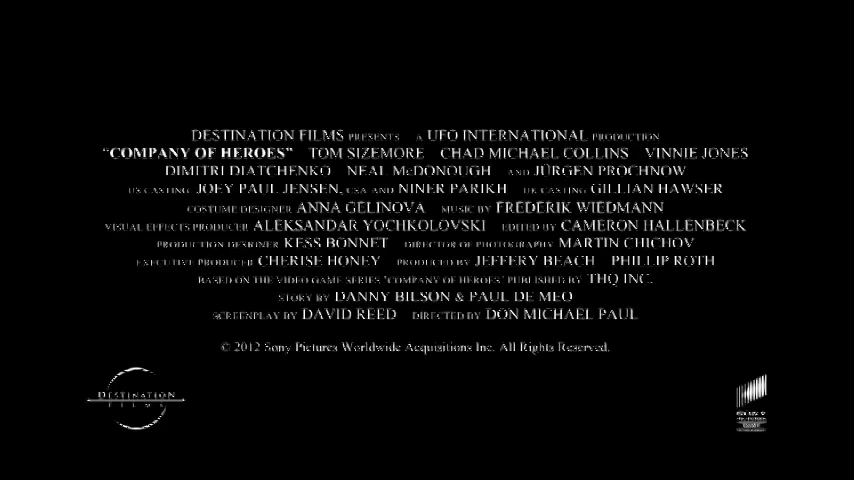 DESTINATION FILMS PRESENTS A UFO INTERNATIONAL PRODUCTION
"COMPANY OF HEROES" TOM SIZEMORE CHAD MICHAEL COLLINS VINNIE JONES
DIMITRI DIATCHENKO NEAL McDONOUGH AND JÜRGEN PROCHNOW
US CASTING JOEY PAUL JENSEN, CSA AND NINER PARIKH UK CASTING GILLIAN HAWSER
COSTUME DESIGNER ANNA GELINOVA MUSIC BY FREDERIK WIEDMANN
VISUAL EFFECTS PRODUCER ALEKSANDAR YOCHKOLOVSKI EDITED BY CAMERON HALLENBECK
PRODUCTION DESIGNER KESS BONNET DIRECTOR OF PHOTOGRAPHY MARTIN CHICHOV
EXECUTIVE PRODUCER CHERISE HONEY PRODUCED BY JEFFERY BEACH PHILLIP ROTH
BASED ON THE VIDEO GAME SERIES "COMPANY OF HEROES" PUBLISHED BY THQ INC.
STORY BY DANNY BILSON & PAUL DE MEO
SCREENPLAY BY DAVID REED DIRECTED BY DON MICHAEL PAUL
© 2012 Sony Pictures Worldwide Acquisitions Inc. All Rights Reserved.
DESTINATION
FILMS